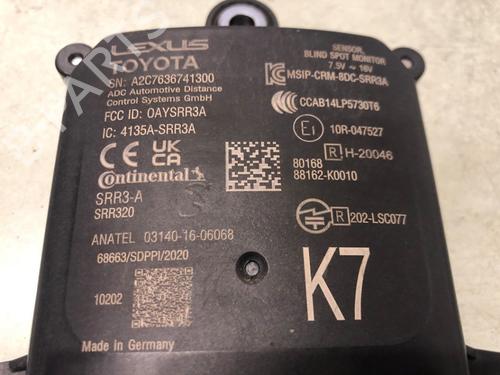 LEXUS
TOYOTA
SN: A2C7636741300
ADC Automotive Distance
Control Systems GmbH
FCC ID: OAYSRR3A
IC: 4135A-SRR3A
CE UK CA
Continental
SRR3-A
SRR320
ANATEL 03140-16-06068
68663/SDPPI/2020
10202
Made in Germany
SENSOR,
BLIND SPOT MONITOR
7.5V ~ 16V
MSIP-CRM-8DC-SRR3A
CCAB14LP5730T6
E1 10R-047527
R H-20046
80168
88162-K0010
R 202-LSC077
K7